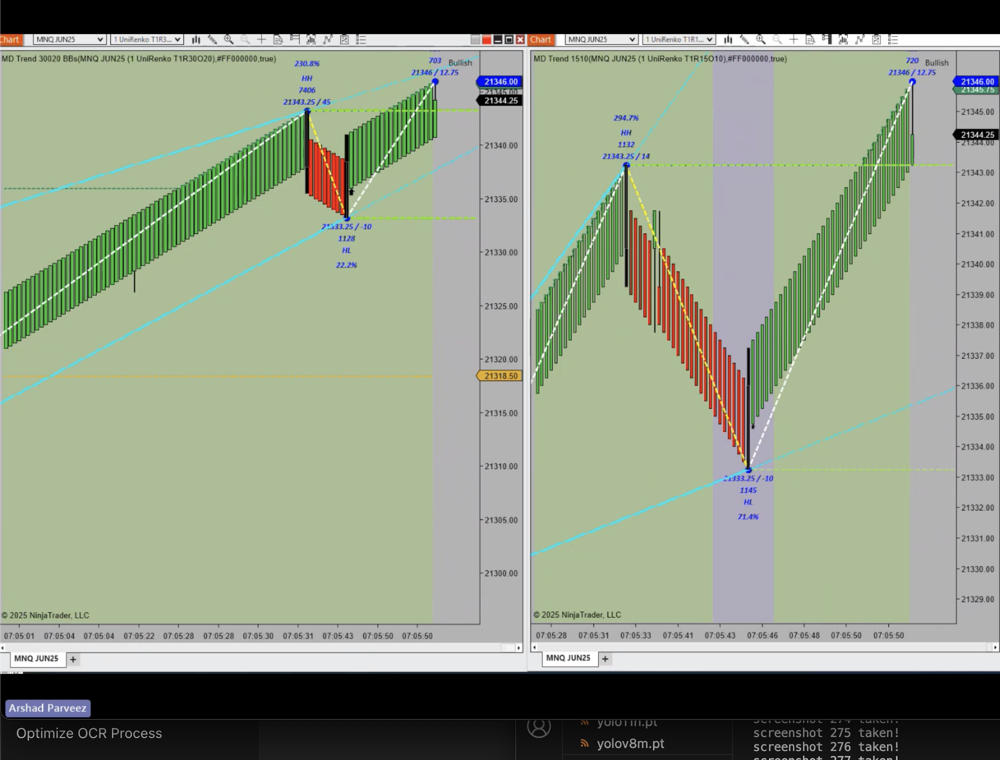 Chart
MNQ JUN25
1 UniRenko T1R3...
MD Trend 30020 BBs(MNQ JUN25 (1 UniRenko T1R30O20),#FF000000,true)
703
Bullish
21346 / 12.75
230.8%
HH
7406
21343.25 / 45
21333.25 / -10
1128
HL
22.2%
21346.00
21344.25
21340.00
21335.00
21330.00
21325.00
21320.00
21318.50
21315.00
21310.00
21305.00
21300.00
© 2025 NinjaTrader, LLC
07:05:01 07:05:04 07:05:04 07:05:22 07:05:28 07:05:28 07:05:30 07:05:31 07:05:43 07:05:50 07:05:50
MNQ JUN25 +
Chart
MNQ JUN25
1 UniRenko T1R1...
MD Trend 1510(MNQ JUN25 (1 UniRenko T1R15O10),#FF000000,true)
720
Bullish
21346 / 12.75
294.7%
HH
1132
21343.25 / 14
21333.25 / -10
1145
HL
71.4%
21346.00
21345.75
21345.00
21344.25
21343.00
21342.00
21341.00
21340.00
21339.00
21338.00
21337.00
21336.00
21335.00
21334.00
21333.00
21332.00
21331.00
21330.00
21329.00
© 2025 NinjaTrader, LLC
07:05:28 07:05:31 07:05:33 07:05:41 07:05:43 07:05:46 07:05:48 07:05:50 07:05:50
MNQ JUN25 +
Arshad Parveez
Optimize OCR Process
yolo11n.pt
yolov8m.pt
screenshot 274 taken!
screenshot 275 taken!
screenshot 276 taken!
screenshot 277 taken!